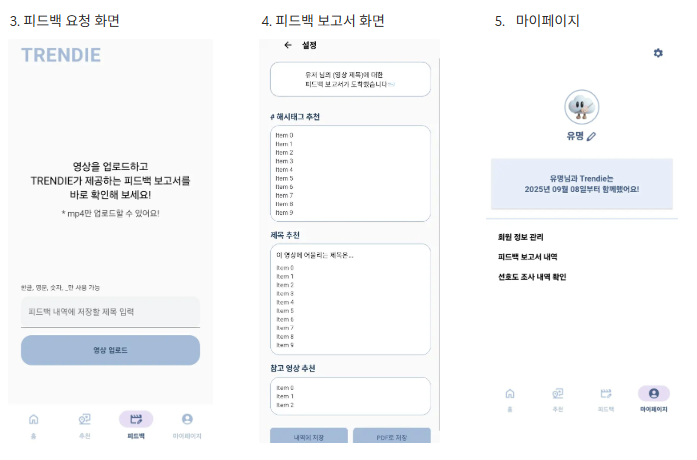 3. 피드백 요청 화면
TRENDIE
영상을 업로드하고
TRENDIE가 제공하는 피드백 보고서를
바로 확인해 보세요!
* mp4만 업로드할 수 있어요!
한글, 영문, 숫자, _만 사용 가능
피드백 내역에 저장할 제목 입력
영상 업로드
홈
추천
피드백
마이페이지
4. 피드백 보고서 화면
설정
유저 님의 (영상 제목)에 대한
피드백 보고서가 도착했습니다
# 해시태그 추천
Item 0
Item 1
Item 2
Item 3
Item 4
Item 5
Item 6
Item 7
Item 8
Item 9
제목 추천
이 영상에 어울리는 제목은...
Item 0
Item 1
Item 2
Item 3
Item 4
Item 5
Item 6
Item 7
Item 8
Item 9
참고 영상 추천
Item 0
Item 1
Item 2
내역에 저장
PDF로 저장
5. 마이페이지
유명
유명님과 Trendie는
2025년 09월 08일부터 함께했어요!
회원 정보 관리
피드백 보고서 내역
선호도 조사 내역 확인
홈
추천
피드백
마이페이지